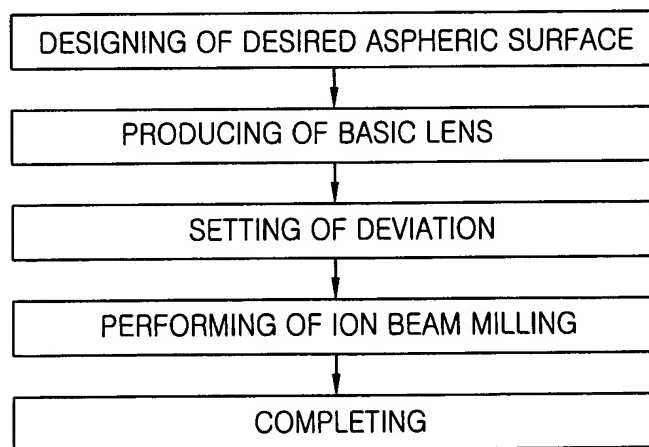 DESIGNING OF DESIRED ASPHERIC SURFACE
PRODUCING OF BASIC LENS
SETTING OF DEVIATION
PERFORMING OF ION BEAM MILLING
COMPLETING